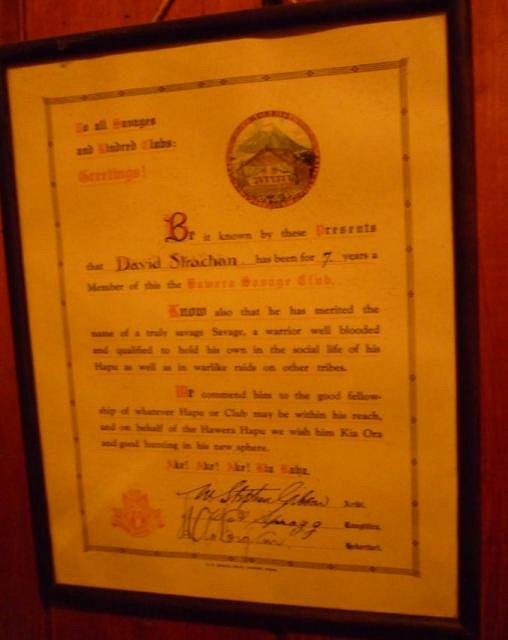 To all Savages
and Kindred Clubs:
Greetings!
Be it known by these Presents
that David Strachan has been for 7 years a
Member of this the Hawera Savage Club.
Know also that he has merited the
name of a truly savage Savage, a warrior well blooded
and qualified to hold his own in the social life of his
Hapu as well as in warlike raids on other tribes.
We commend him to the good fellow-
ship of whatever Hapu or Club may be within his reach,
and on behalf of the Hawera Hapu we wish him Kia Ora
and good hunting in his new sphere.
Ake! Ake! Ake! Kia Kaha.
Ariki.
Rangatira.